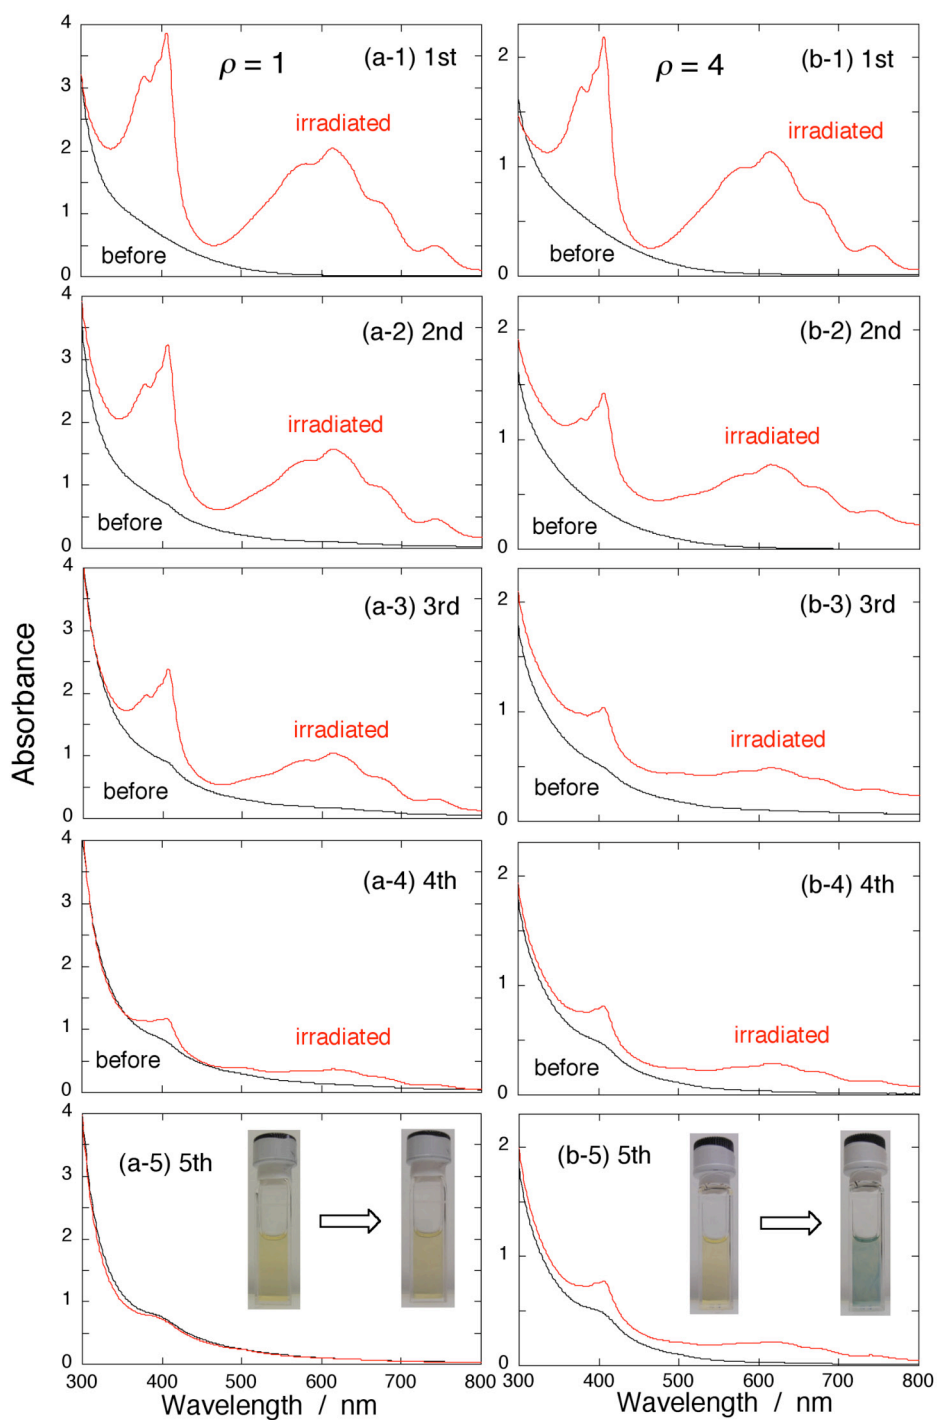 4
3
2
1
0
ρ = 1
(a-1) 1st
irradiated
before
2
1
0
ρ = 4
(b-1) 1st
irradiated
before
4
3
2
1
0
(a-2) 2nd
irradiated
before
2
1
0
(b-2) 2nd
irradiated
before
4
3
2
1
0
(a-3) 3rd
irradiated
before
2
1
0
(b-3) 3rd
irradiated
before
Absorbance
4
3
2
1
0
(a-4) 4th
irradiated
before
2
1
0
(b-4) 4th
irradiated
before
4
3
2
1
0
(a-5) 5th
2
1
0
(b-5) 5th
300 400 500 600 700 800
Wavelength / nm
300 400 500 600 700 800
Wavelength / nm